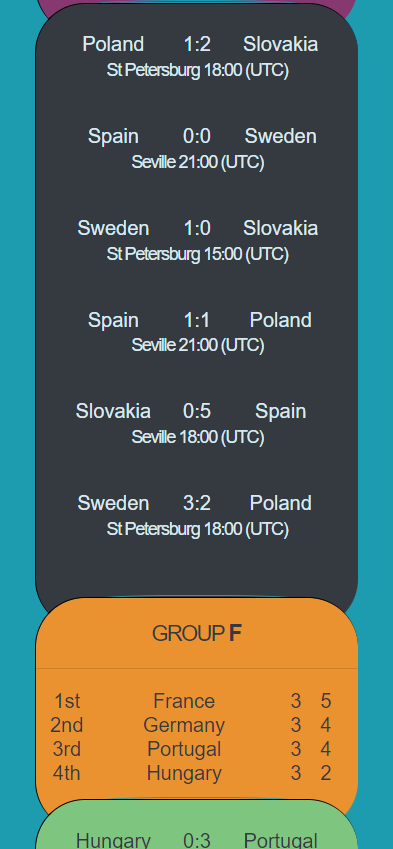 Poland 1:2 Slovakia
St Petersburg 18:00 (UTC)
Spain 0:0 Sweden
Seville 21:00 (UTC)
Sweden 1:0 Slovakia
St Petersburg 15:00 (UTC)
Spain 1:1 Poland
Seville 21:00 (UTC)
Slovakia 0:5 Spain
Seville 18:00 (UTC)
Sweden 3:2 Poland
St Petersburg 18:00 (UTC)
GROUP F
1st France 3 5
2nd Germany 3 4
3rd Portugal 3 4
4th Hungary 3 2
Hungary 0:3 Portugal